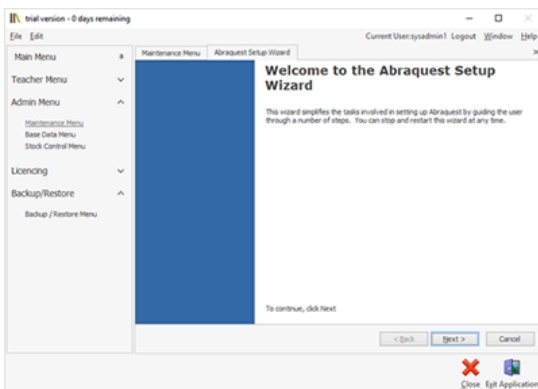 trial version - 0 days remaining
File Edit
Current User:sysadmin1 Logout Window Help
Main Menu
Teacher Menu
Admin Menu
Maintenance Menu
Base Data Menu
Stock Control Menu
Licencing
Backup/Restore
Backup / Restore Menu
Maintenance Menu Abraquest Setup Wizard
Welcome to the Abraquest Setup
Wizard
This wizard simplifies the tasks involved in setting up Abraquest by guiding the user
through a number of steps. You can stop and restart this wizard at any time.
To continue, click Next
< Back Next > Cancel
Close Exit Application